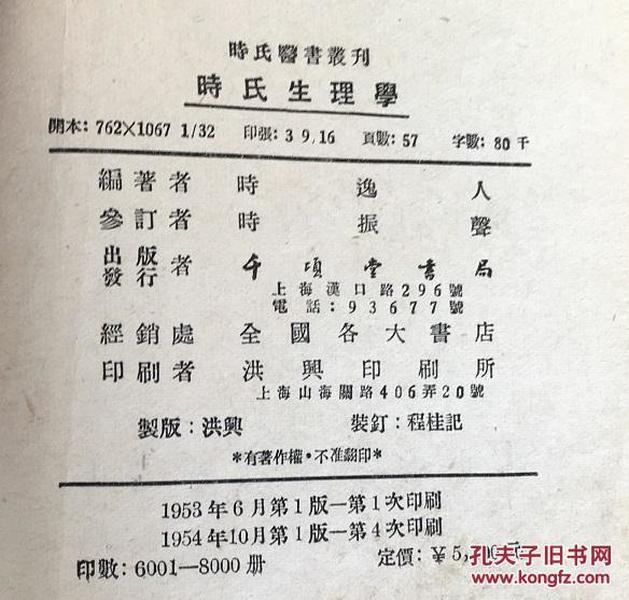 時氏醫書叢刊
時氏生理學
開本: 762×1067 1/32 印張: 3 9,16 頁數: 57 字數: 80千
編著者 時逸人
參訂者 時振聲
出版發行者 千頃堂書局
上海漢口路296號
電話: 93677號
經銷處 全國各大書店
印刷者 洪興印刷所
上海山海關路406弄20號
製版: 洪興 裝釘: 程桂記
*有著作權·不准翻印*
1953年6月第1版—第1次印刷
1954年10月第1版—第4次印刷
印數: 6001—8000册 定價:
孔夫子旧书网
www.kongfz.com